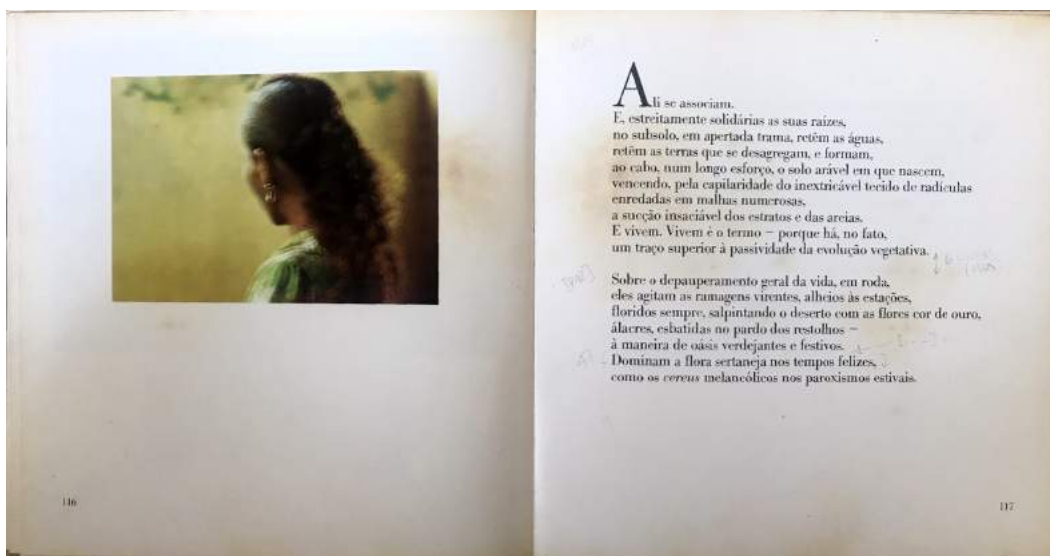 Ali se associam.
E, estreitamente solidárias as suas raízes,
no subsolo, em apertada trama, retêm as águas,
retêm as terras que se desagregam, e formam,
ao cabo, num longo esforço, o solo arável em que nascem,
vencendo, pela capilaridade do inextricável tecido de radículas
enredadas em malhas numerosas,
a sucção insaciável dos estratos e das areias.
E vivem. Vivem é o termo – porque há, no fato,
um traço superior à passividade da evolução vegetativa.
Sobre o depauperamento geral da vida, em roda,
eles agitam as ramagens virentes, alheios às estações,
floridos sempre, salpintando o deserto com as flores cor de ouro,
álacres, esbatidas no pardo dos restolhos –
à maneira de oásis verdejantes e festivos.
Dominam a flora sertaneja nos tempos felizes,
como os cereus melancólicos nos paroxismos estivais.
116
117